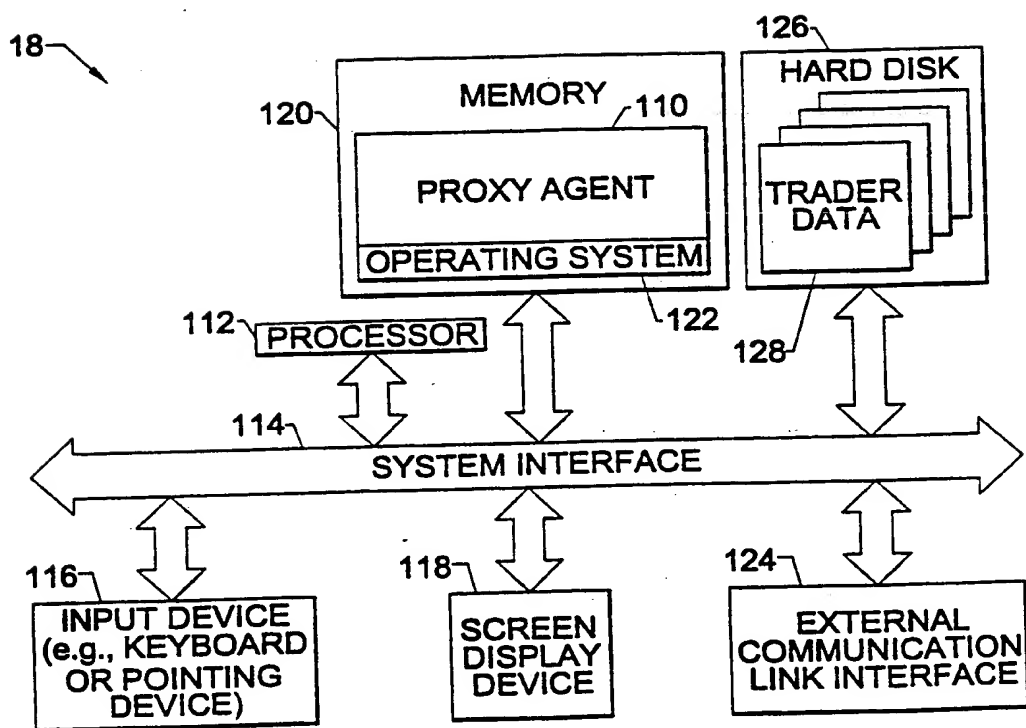 18
126
HARD DISK
MEMORY
120
110
PROXY AGENT
TRADER
DATA
OPERATING SYSTEM
122
128
112
PROCESSOR
114
SYSTEM INTERFACE
116
118
124
INPUT DEVICE
(e.g., KEYBOARD
OR POINTING
DEVICE)
SCREEN
DISPLAY
DEVICE
EXTERNAL
COMMUNICATION
LINK INTERFACE